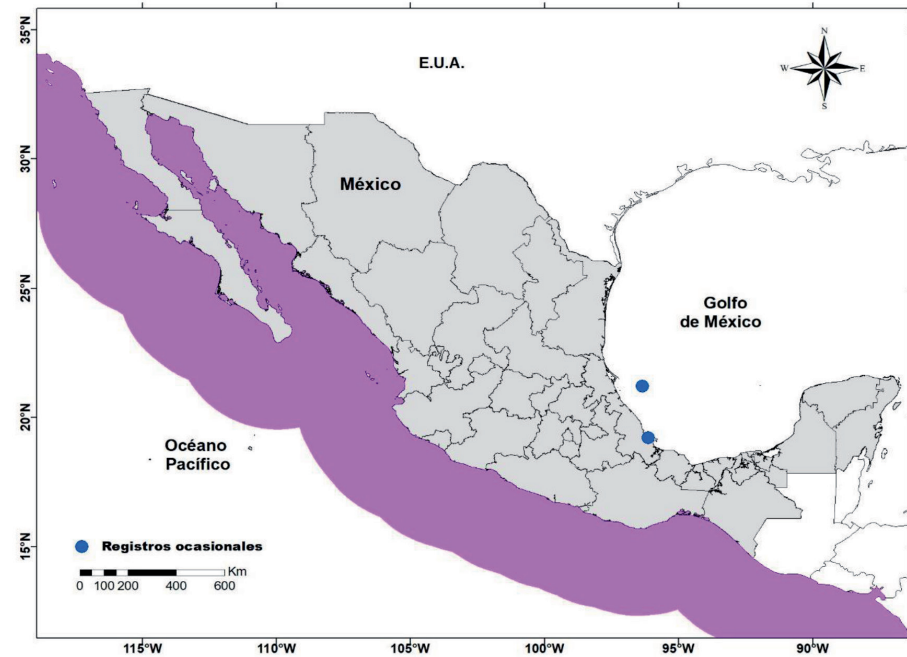 35°N
30°N
25°N
20°N
15°N
E.U.A.
N
W
E
S
México
Golfo
de México
Océano
Pacífico
Registros ocasionales
0 100 200 400 600 Km
115°W
110°W
105°W
100°W
95°W
90°W